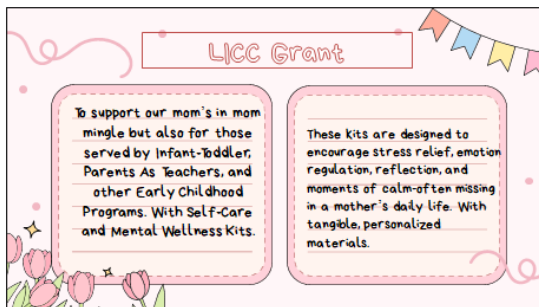 LICC Grant
To support our mom's in mom
mingle but also for those
served by Infant-Toddler,
Parents As Teachers, and
other Early Childhood
Programs. With Self-Care
and Mental Wellness Kits.
These kits are designed to
encourage stress relief, emotion
regulation, reflection, and
moments of calm-often missing
in a mother's daily life. With
tangible, personalized
materials.